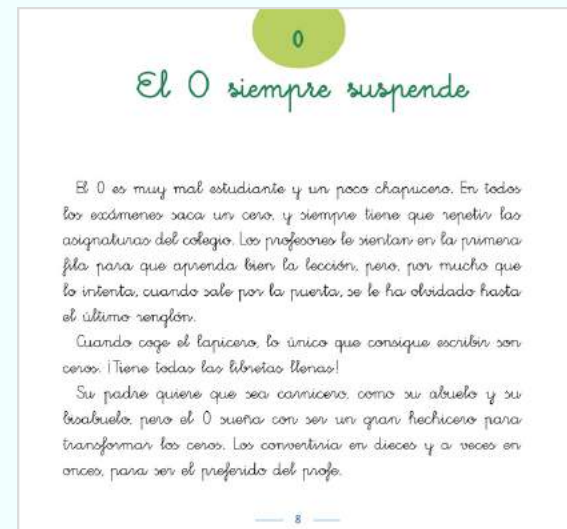 0
El 0 siempre suspende
El 0 es muy mal estudiante y un poco chapucero. En todos
los exámenes saca un cero, y siempre tiene que repetir las
asignaturas del colegio. Los profesores le sientan en la primera
fila para que aprenda bien la lección, pero, por mucho que
lo intenta, cuando sale por la puerta, se le ha olvidado hasta
el último renglón.
Cuando coge el lapicero, lo único que consigue escribir son
ceros. ¡Tiene todas las libretas llenas!
Su padre quiere que sea carnicero, como su abuelo y su
bisabuelo, pero el 0 sueña con ser un gran hechicero para
transformar los ceros. Los convertiría en dieces y a veces en
onces, para ser el preferido del profe.
8